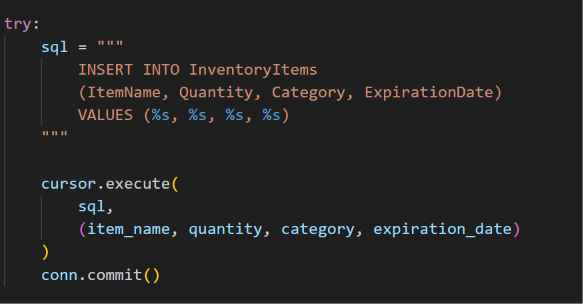 try:
    sql = """
        INSERT INTO InventoryItems
        (ItemName, Quantity, Category, ExpirationDate)
        VALUES (%s, %s, %s, %s)
    """
    cursor.execute(
        sql,
        (item_name, quantity, category, expiration_date)
    )
    conn.commit()